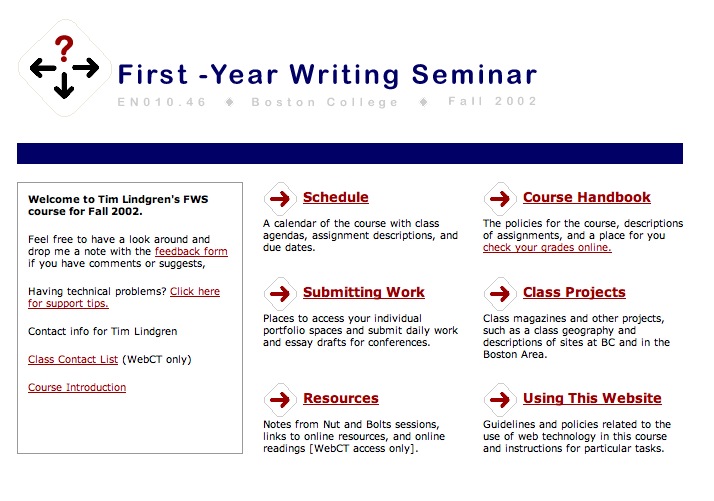 ?
First -Year Writing Seminar
EN010.46 ◆ Boston College ◆ Fall 2002
Welcome to Tim Lindgren's FWS
course for Fall 2002.
Feel free to have a look around and
drop me a note with the feedback form
if you have comments or suggests,
Having technical problems? Click here
for support tips.
Contact info for Tim Lindgren
Class Contact List (WebCT only)
Course Introduction
Schedule
A calendar of the course with class
agendas, assignment descriptions, and
due dates.
Course Handbook
The policies for the course, descriptions
of assignments, and a place for you
check your grades online.
Submitting Work
Places to access your individual
portfolio spaces and submit daily work
and essay drafts for conferences.
Class Projects
Class magazines and other projects,
such as a class geography and
descriptions of sites at BC and in the
Boston Area.
Resources
Notes from Nut and Bolts sessions,
links to online resources, and online
readings [WebCT access only].
Using This Website
Guidelines and policies related to the
use of web technology in this course
and instructions for particular tasks.